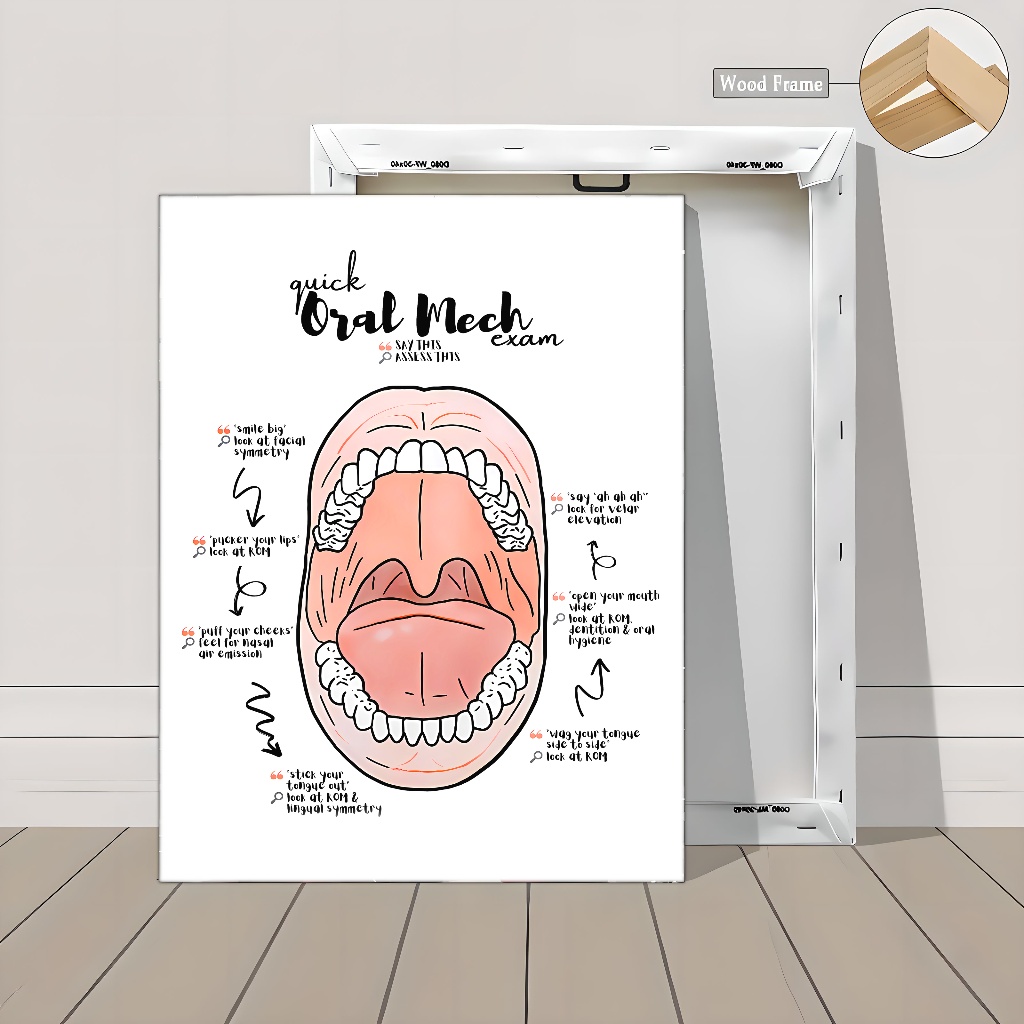 Wood Frame
quick
Oral Mech
exam
SAY THIS
ASSESS THIS
'smile big'
look at facial
symmetry
'pucker your lips'
look at ROM
'puff your cheeks'
feel for nasal
air emission
'stick your
tongue out'
look at ROM &
lingual symmetry
'wag your tongue
side to side'
look at ROM
'open your mouth
wide'
look at ROM,
dentition & oral
hygiene
'say 'ah ah ah''
look for velar
elevation